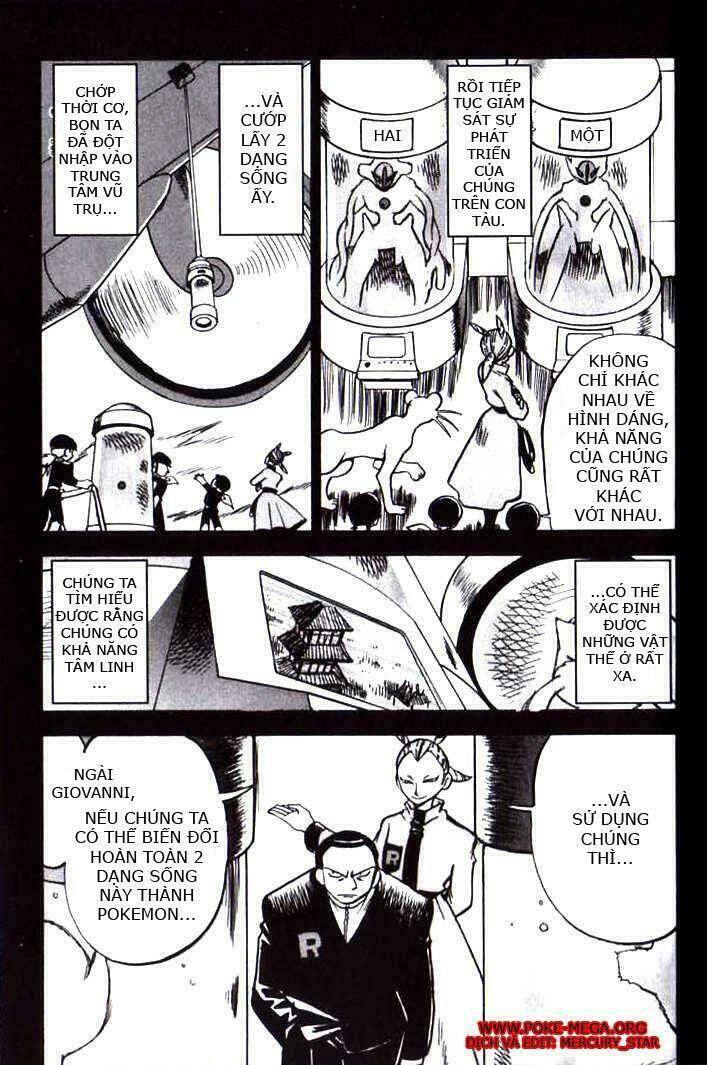 CHỚP
THỜI CƠ,
BỌN TA
ĐÃ ĐỘT
NHẬP VÀO
TRUNG
TÂM VŨ
TRỤ...
...VÀ
CƯỚP
LẤY 2
DẠNG
SỐNG
ẤY.
RỒI TIẾP
TỤC GIÁM
SÁT SỰ
PHÁT
TRIỂN
CỦA
CHÚNG
TRÊN CON
TÀU.
HAI
MỘT
KHÔNG
CHỈ KHÁC
NHAU VỀ
HÌNH DÁNG,
KHẢ NĂNG
CỦA CHÚNG
CŨNG RẤT
KHÁC
VỚI NHAU.
CHÚNG TA
TÌM HIỂU
ĐƯỢC RẰNG
CHÚNG CÓ
KHẢ NĂNG
TÂM LINH
...
...CÓ THỂ
XÁC ĐỊNH
ĐƯỢC
NHỮNG VẬT
THỂ Ở RẤT
XA.
NGÀI
GIOVANNI,
NẾU CHÚNG TA
CÓ THỂ BIẾN ĐỔI
HOÀN TOÀN 2
DẠNG SỐNG
NÀY THÀNH
POKEMON...
...VÀ
SỬ DỤNG
CHÚNG
THÌ...
R
R
WWW.POKE-MEGA.ORG
DỊCH VÀ EDIT: MERCURY_STAR